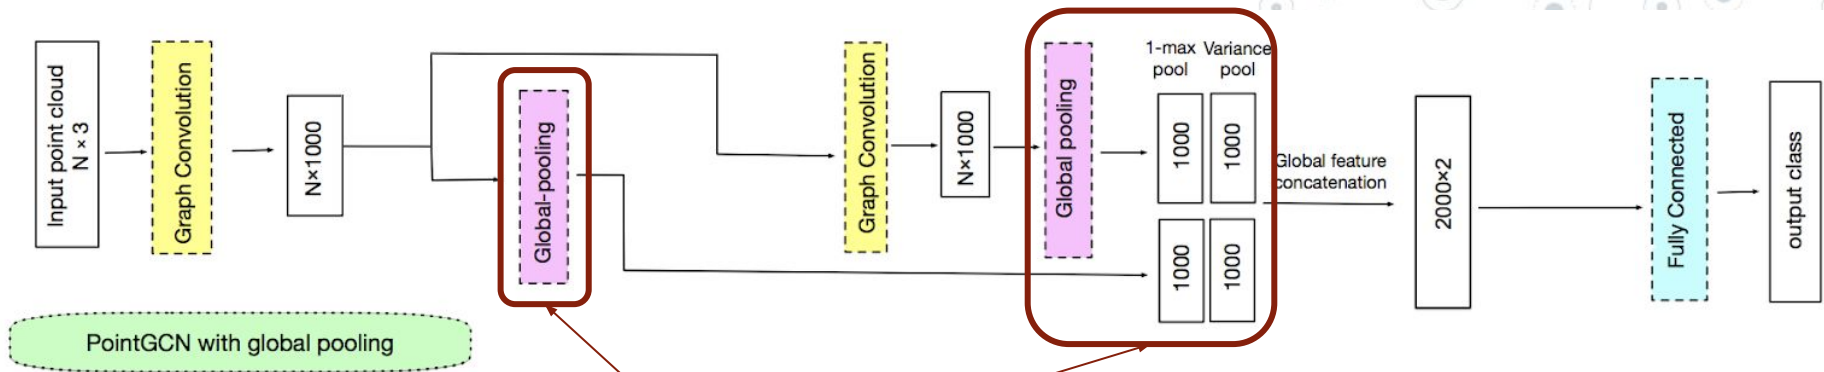 Input point cloud
N × 3
Graph Convolution
N×1000
Global-pooling
Graph Convolution
N×1000
Global pooling
1-max
pool
Variance
pool
1000
1000
1000
1000
Global feature
concatenation
2000×2
Fully Connected
output class
PointGCN with global pooling